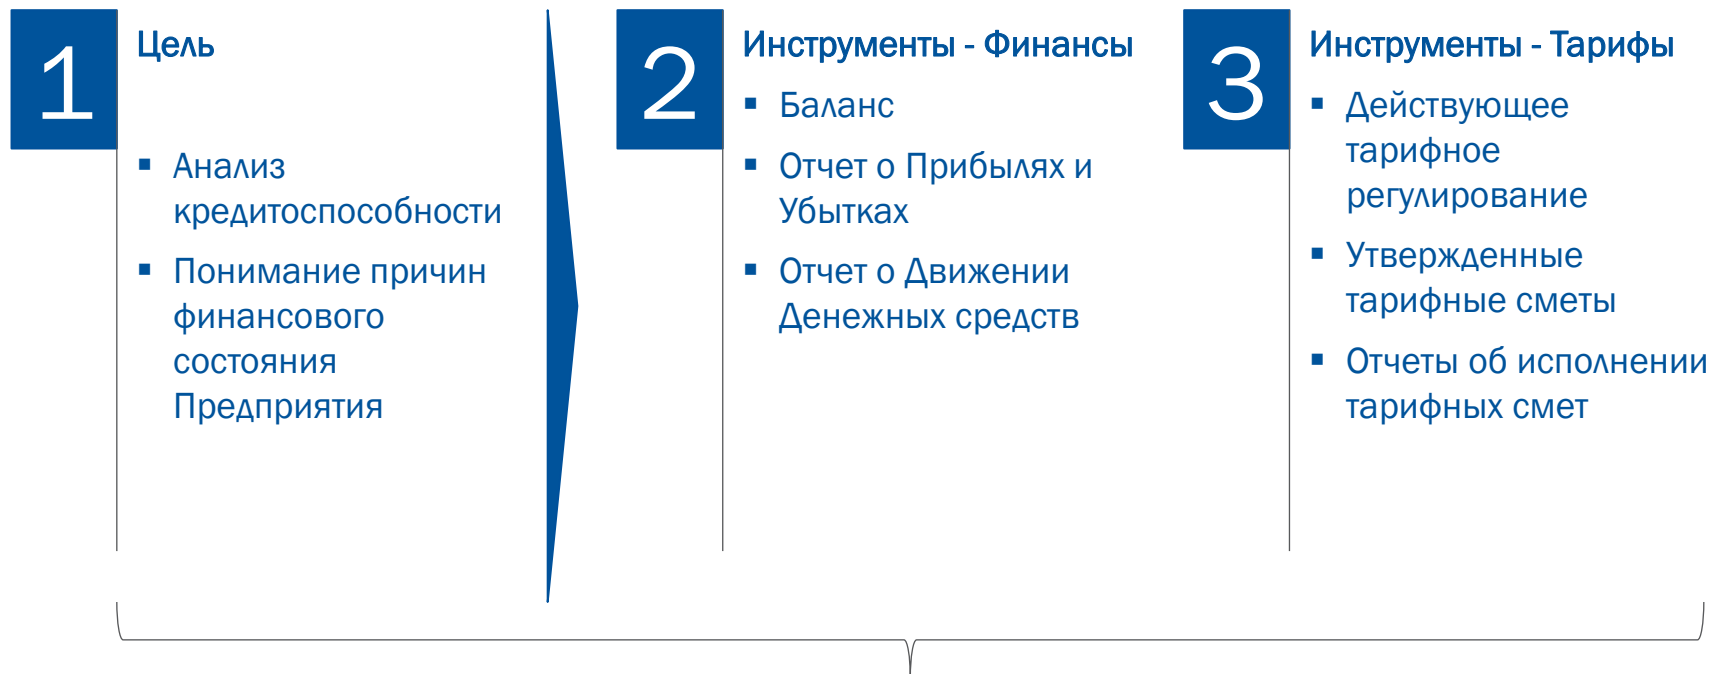 1
Цель
▪ Анализ
кредитоспособности
▪ Понимание причин
финансового
состояния
Предприятия
2
Инструменты - Финансы
▪ Баланс
▪ Отчет о Прибылях и
Убытках
▪ Отчет о Движении
Денежных средств
3
Инструменты - Тарифы
▪ Действующее
тарифное
регулирование
▪ Утвержденные
тарифные сметы
▪ Отчеты об исполнении
тарифных смет